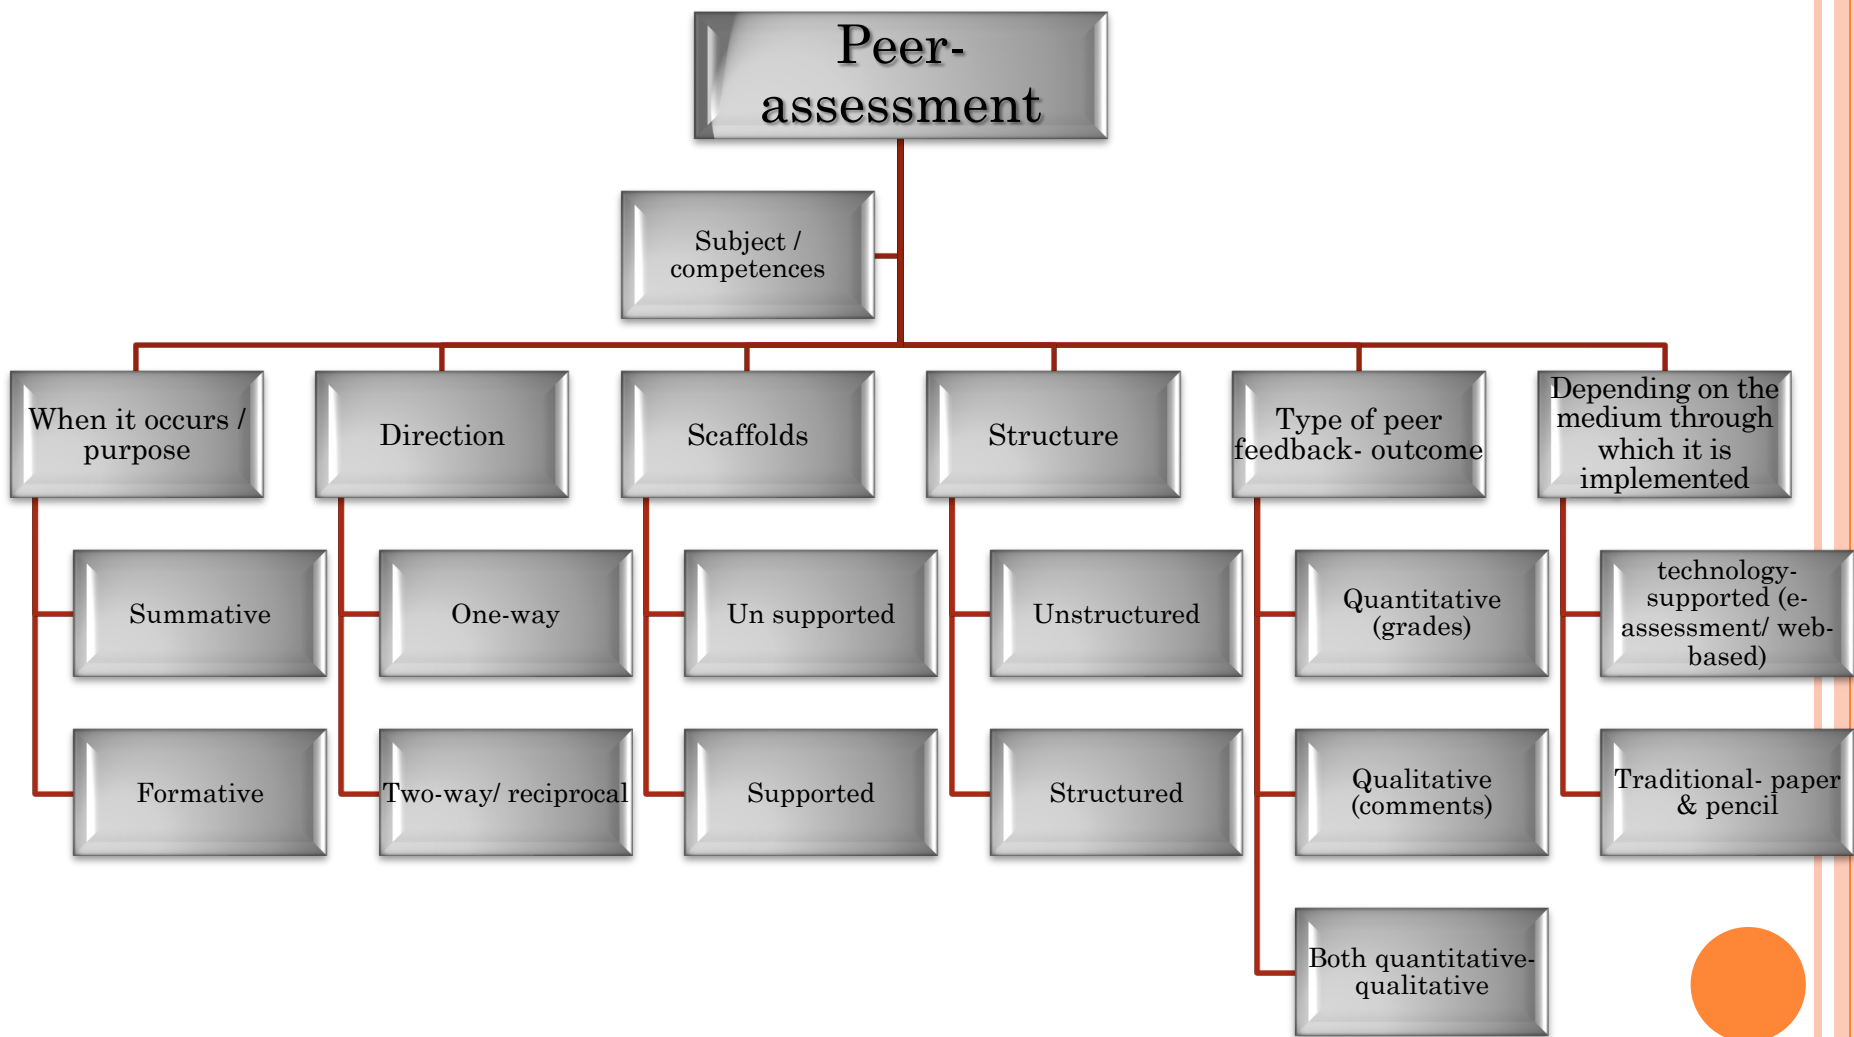 Peer-
assessment
Subject /
competences
When it occurs /
purpose
Summative
Formative
Direction
One-way
Two-way/ reciprocal
Scaffolds
Un supported
Supported
Structure
Unstructured
Structured
Type of peer
feedback- outcome
Quantitative
(grades)
Qualitative
(comments)
Both quantitative-
qualitative
Depending on the
medium through
which it is
implemented
technology-
supported (e-
assessment/ web-
based)
Traditional- paper
& pencil